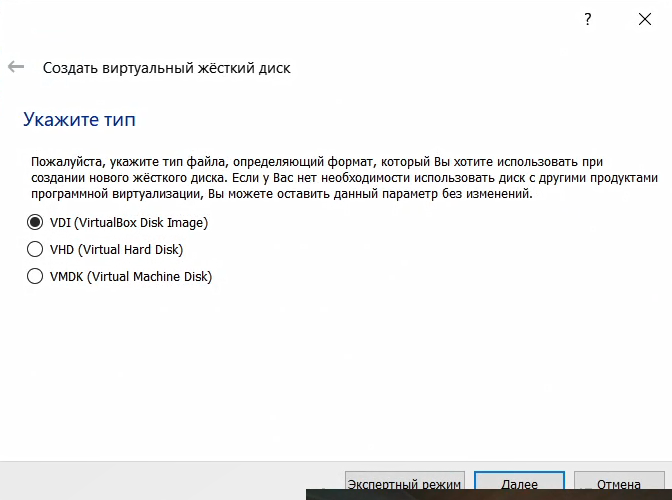 ?
Создать виртуальный жёсткий диск
Укажите тип
Пожалуйста, укажите тип файла, определяющий формат, который Вы хотите использовать при
создании нового жёсткого диска. Если у Вас нет необходимости использовать диск с другими продуктами
программной виртуализации, Вы можете оставить данный параметр без изменений.
VDI (VirtualBox Disk Image)
VHD (Virtual Hard Disk)
VMDK (Virtual Machine Disk)
Экспертный режим Далее Отмена